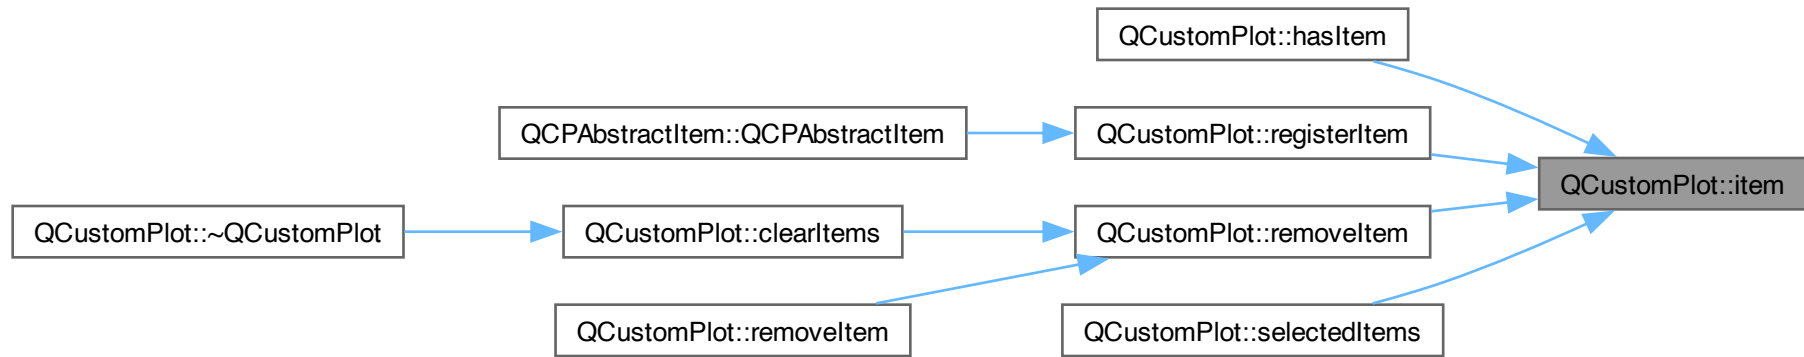 QCustomPlot::hasItem
QCPAbstractItem::QCPAbstractItem
QCustomPlot::registerItem
QCustomPlot::item
QCustomPlot::~QCustomPlot
QCustomPlot::clearItems
QCustomPlot::removeItem
QCustomPlot::removeItem
QCustomPlot::selectedItems